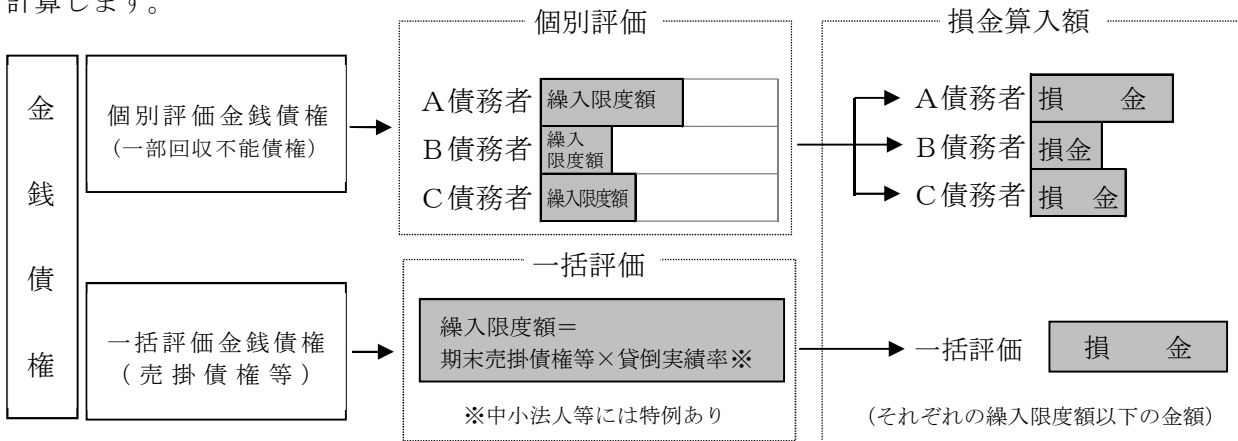 計算します。
金銭債権
個別評価金銭債権
(一部回収不能債権)
個別評価
A債務者 繰入限度額
B債務者 繰入
限度額
C債務者 繰入限度額
損金算入額
A債務者 損　金
B債務者 損金
C債務者 損　金
一括評価金銭債権
(売掛債権等)
一括評価
繰入限度額＝
期末売掛債権等×貸倒実績率※
※中小法人等には特例あり
一括評価 損　金
(それぞれの繰入限度額以下の金額)